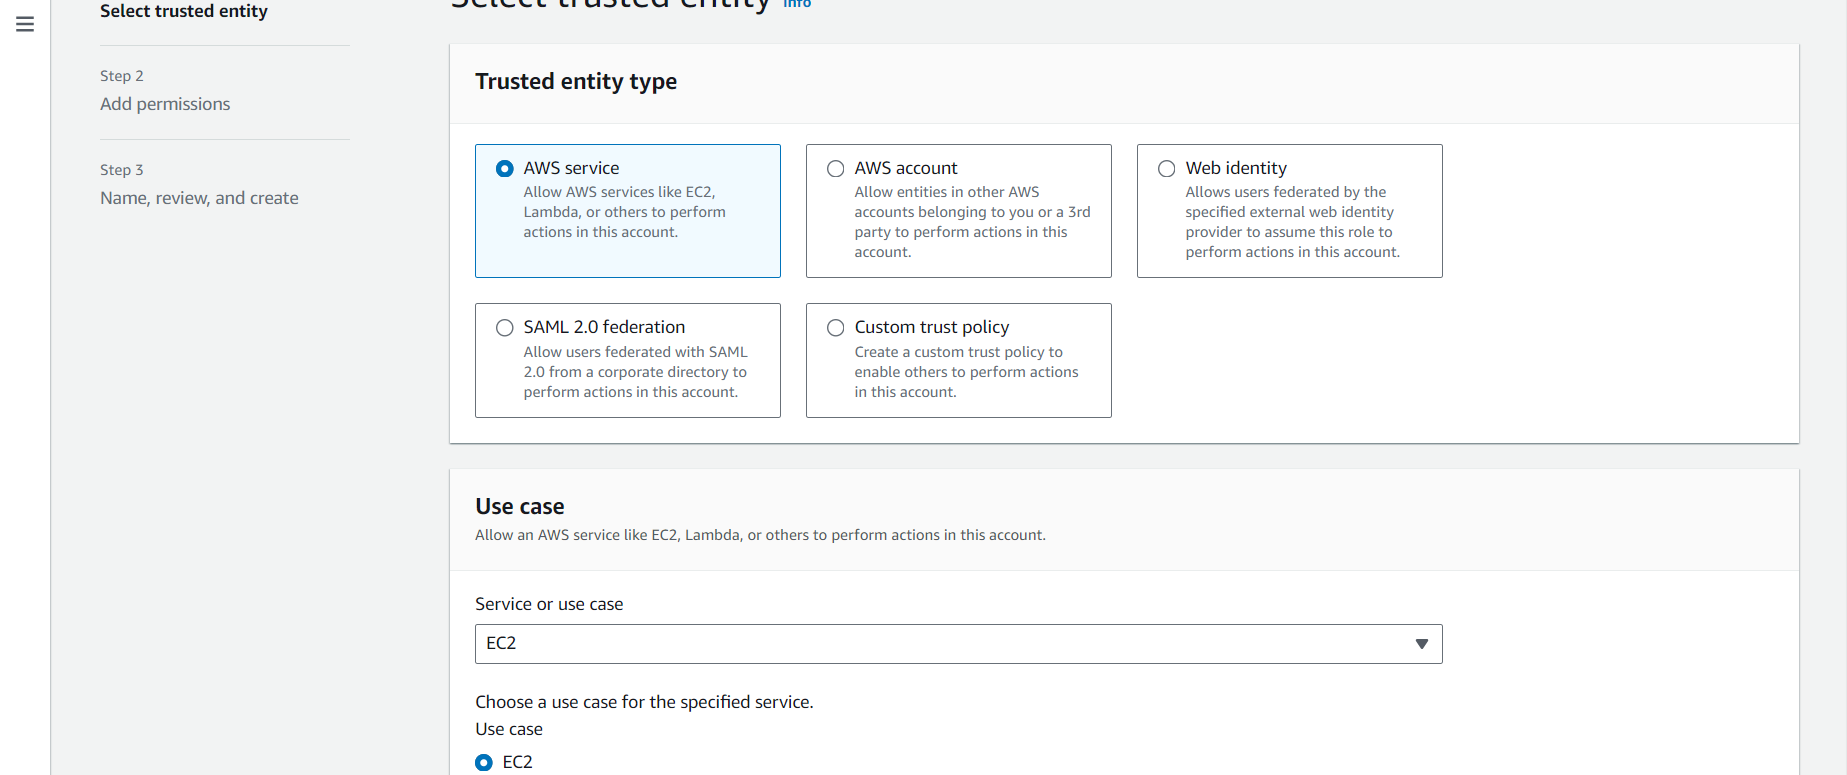 Select trusted entity
Step 2
Add permissions
Step 3
Name, review, and create
Select trusted entity Info
Trusted entity type
AWS service
Allow AWS services like EC2,
Lambda, or others to perform
actions in this account.
AWS account
Allow entities in other AWS
accounts belonging to you or a 3rd
party to perform actions in this
account.
Web identity
Allows users federated by the
specified external web identity
provider to assume this role to
perform actions in this account.
SAML 2.0 federation
Allow users federated with SAML
2.0 from a corporate directory to
perform actions in this account.
Custom trust policy
Create a custom trust policy to
enable others to perform actions
in this account.
Use case
Allow an AWS service like EC2, Lambda, or others to perform actions in this account.
Service or use case
EC2
Choose a use case for the specified service.
Use case
EC2